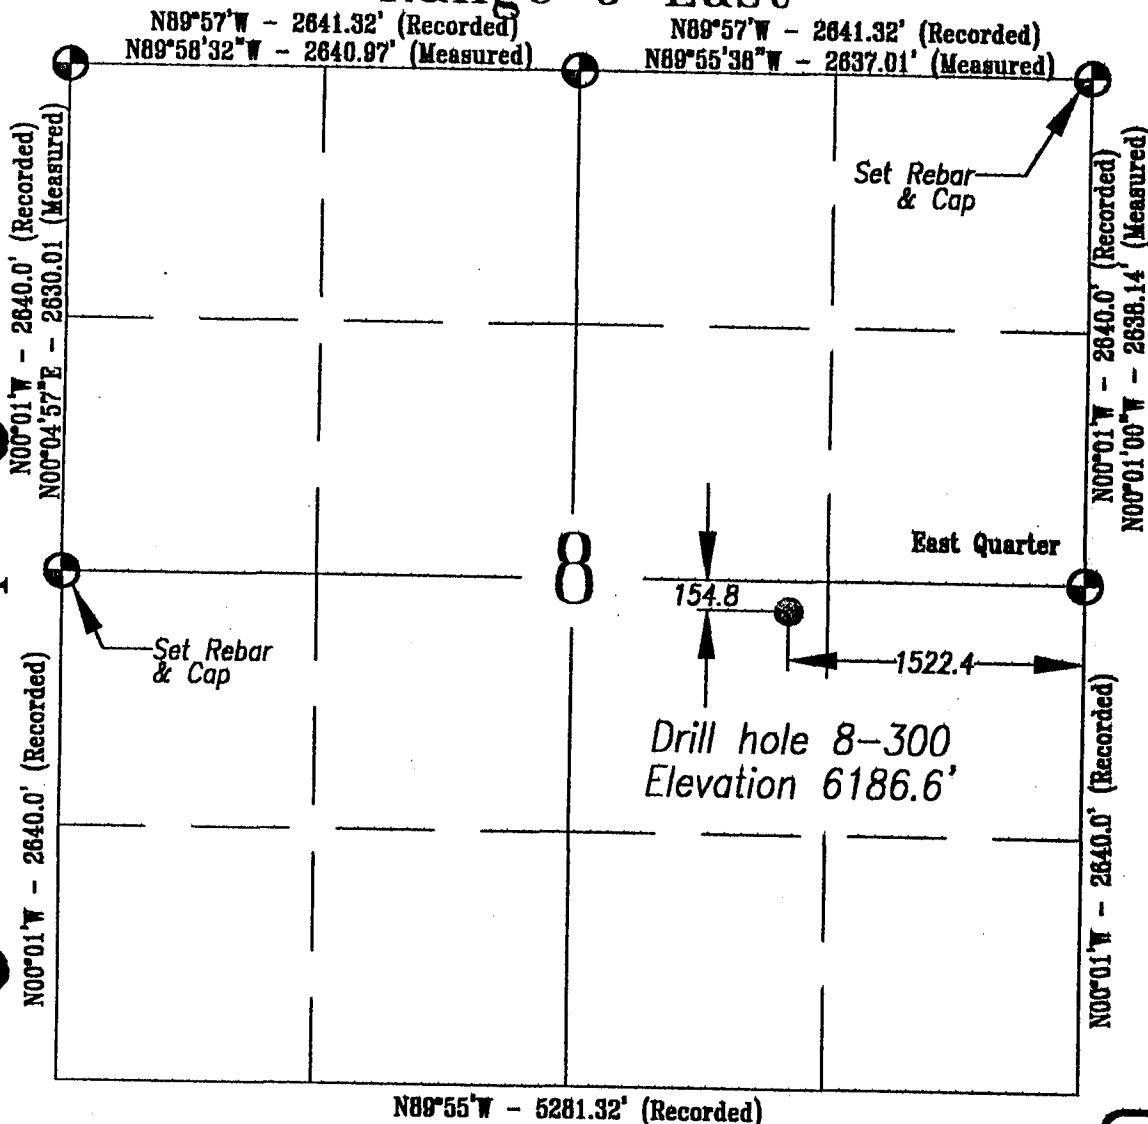 N89°57'W - 2641.32' (Recorded)
N89°58'32"W - 2640.97' (Measured)
N89°57'W - 2641.32' (Recorded)
N89°55'38"W - 2637.01' (Measured)
Set Rebar
& Cap
N00°01'W - 2640.0' (Recorded)
N00°04'57"E - 2630.01 (Measured)
N00°01'W - 2640.0' (Recorded)
N00°01'00"W - 2638.14' (Measured)
East Quarter
8
154.8
1522.4
Set Rebar
& Cap
Drill hole 8-300
Elevation 6186.6'
N00°01'W - 2640.0' (Recorded)
N00°01'W - 2640.0' (Recorded)
N89°55'W - 5281.32' (Recorded)